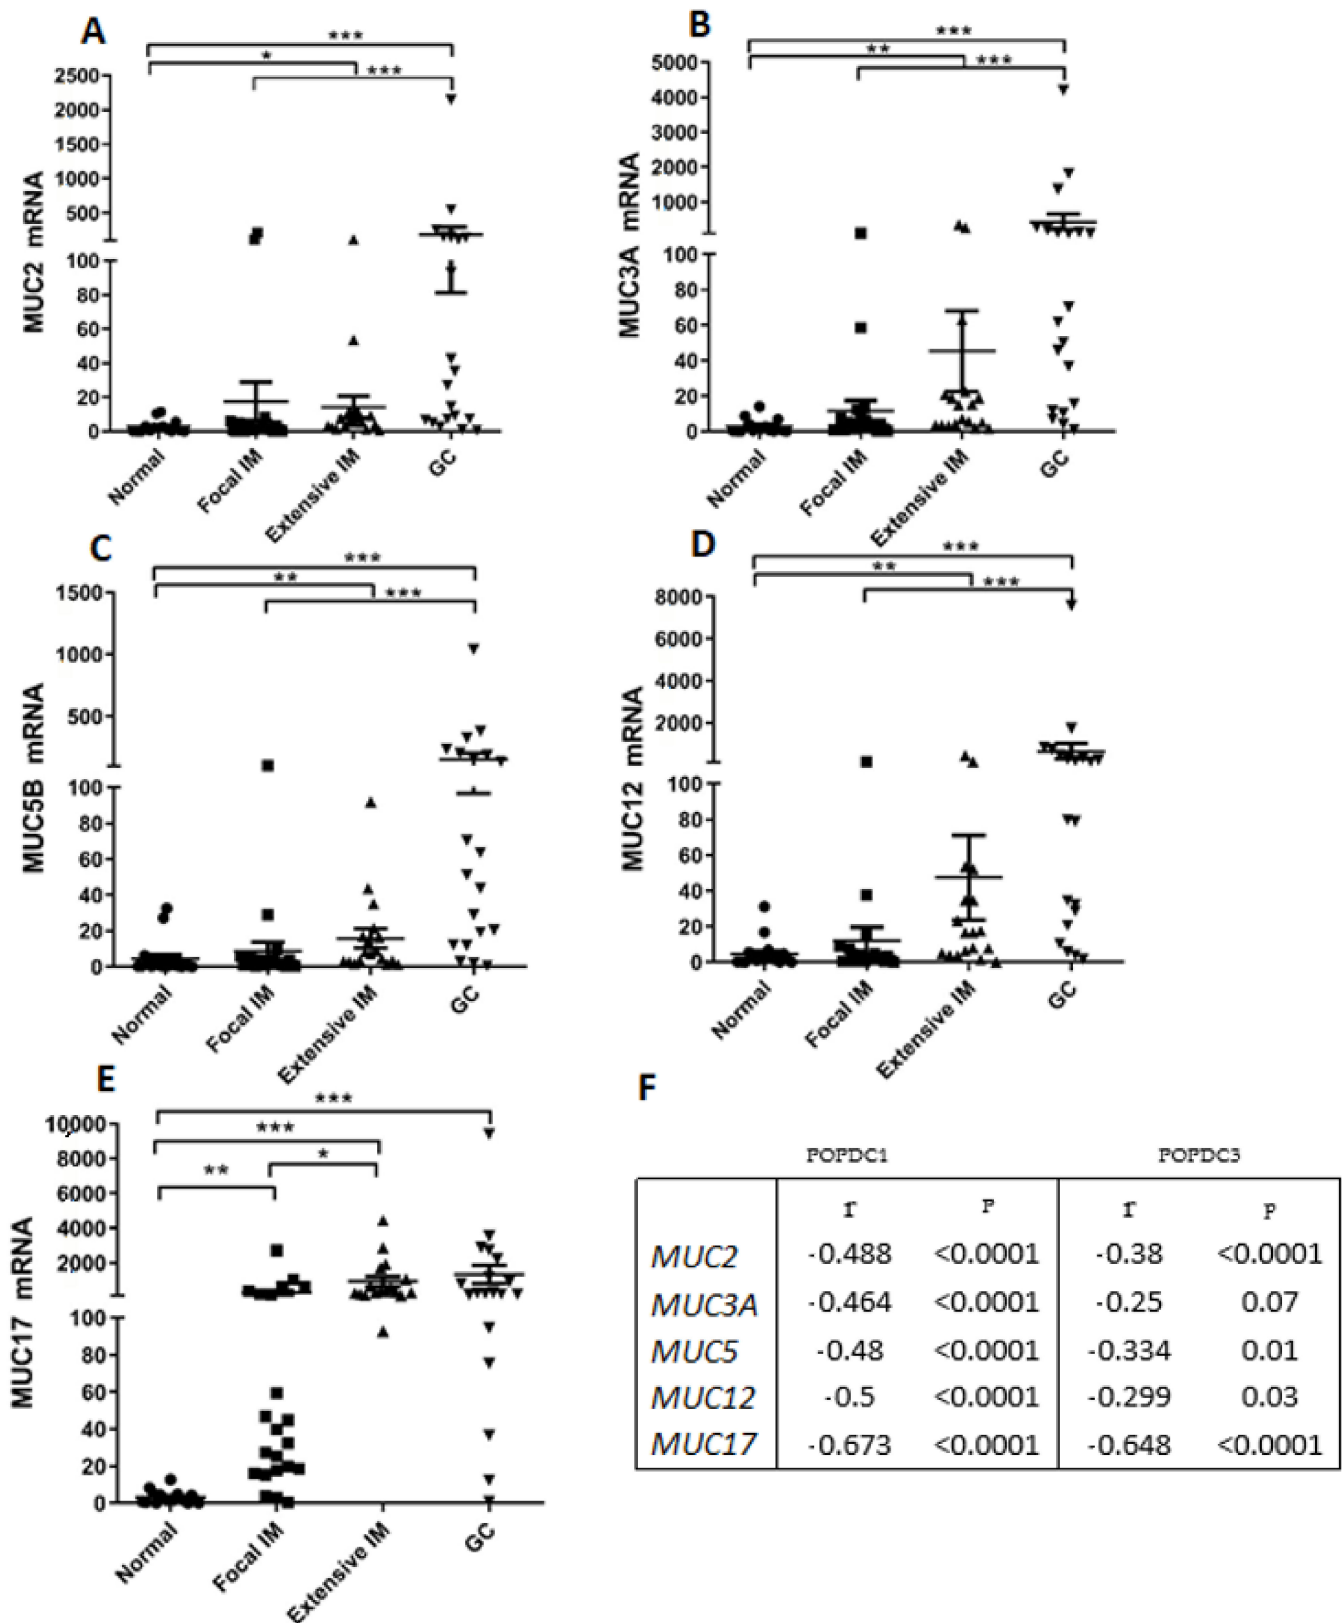 A
***
*
***
2500
2000
1500
1000
500
100
80
60
40
20
0
MUC2 mRNA
Normal
Focal IM
Extensive IM
GC
B
***
**
***
5000
4000
3000
2000
1000
100
80
60
40
20
0
MUC3A mRNA
Normal
Focal IM
Extensive IM
GC
C
***
**
***
1500
1000
500
100
80
60
40
20
0
MUC5B mRNA
Normal
Focal IM
Extensive IM
GC
D
***
**
***
8000
6000
4000
2000
100
80
60
40
20
0
MUC12 mRNA
Normal
Focal IM
Extensive IM
GC
E
***
***
**
*
10000
8000
6000
4000
2000
100
80
60
40
20
0
MUC17 mRNA
Normal
Focal IM
Extensive IM
GC
F
POPDC1 POPDC3
r P r P
MUC2 -0.488 <0.0001 -0.38 <0.0001
MUC3A -0.464 <0.0001 -0.25 0.07
MUC5 -0.48 <0.0001 -0.334 0.01
MUC12 -0.5 <0.0001 -0.299 0.03
MUC17 -0.673 <0.0001 -0.648 <0.0001